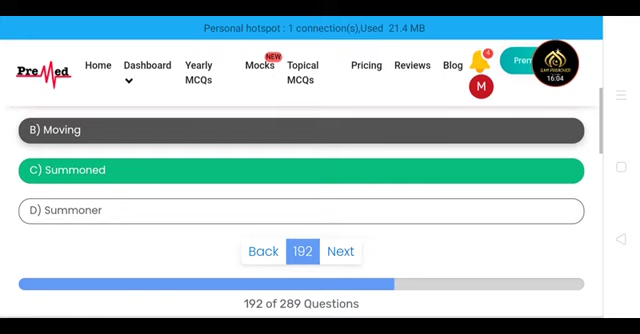 Personal hotspot : 1 connection(s),Used 21.4 MB
PreMed
Home
Dashboard
Yearly
MCQs
Mocks
NEW
Topical
MCQs
Pricing
Reviews
Blog
4
M
Prem
16:04
B) Moving
C) Summoned
D) Summoner
Back 192 Next
192 of 289 Questions